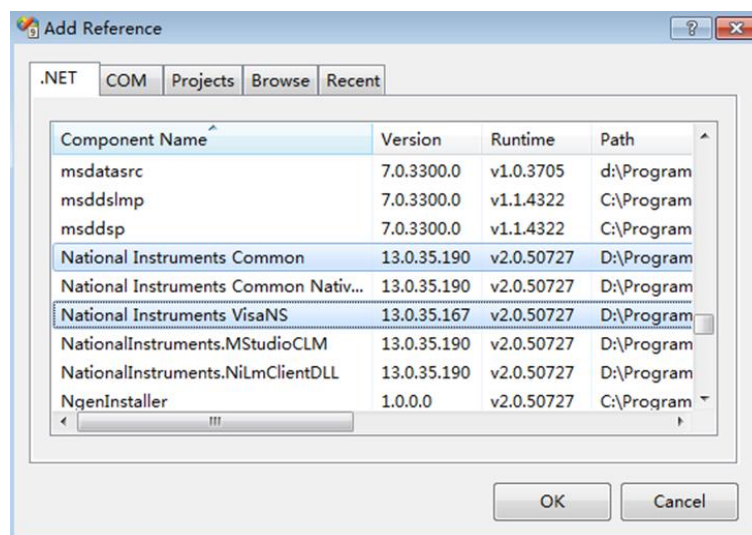 Add Reference
.NET COM Projects Browse Recent
Component Name Version Runtime Path
msdatasrc 7.0.3300.0 v1.0.3705 d:\Program
msddslmp 7.0.3300.0 v1.1.4322 C:\Program
msddsp 7.0.3300.0 v1.1.4322 C:\Program
National Instruments Common 13.0.35.190 v2.0.50727 D:\Program
National Instruments Common Nativ... 13.0.35.190 v2.0.50727 D:\Program
National Instruments VisaNS 13.0.35.167 v2.0.50727 D:\Program
NationalInstruments.MStudioCLM 13.0.35.190 v2.0.50727 D:\Program
NationalInstruments.NiLmClientDLL 13.0.35.190 v2.0.50727 D:\Program
NgenInstaller 1.0.0.0 v2.0.50727 C:\Program
OK Cancel